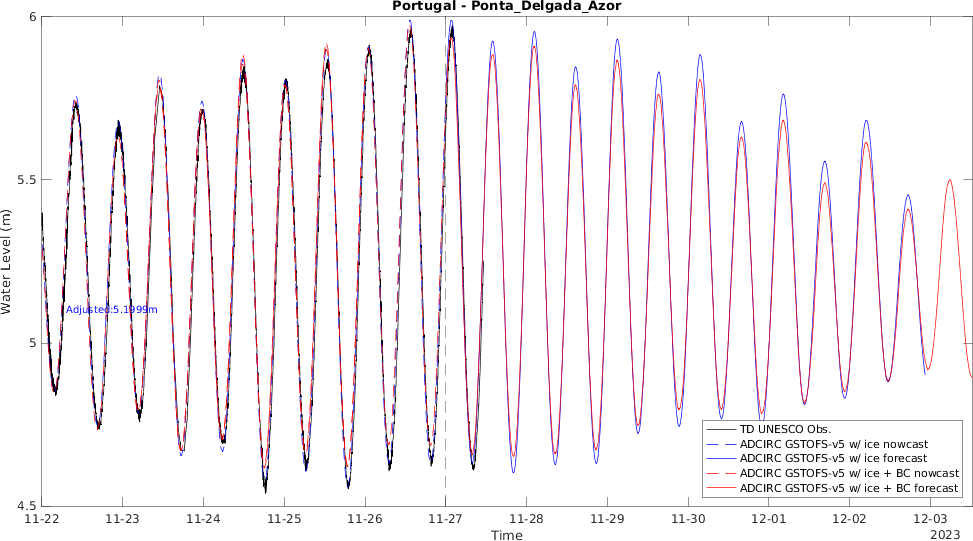 Portugal - Ponta_Delgada_Azor
6
5.5
5
4.5
Water Level (m)
Adjusted:5.1999m
TD UNESCO Obs.
ADCIRC GSTOFS-v5 w/ ice nowcast
ADCIRC GSTOFS-v5 w/ ice forecast
ADCIRC GSTOFS-v5 w/ ice + BC nowcast
ADCIRC GSTOFS-v5 w/ ice + BC forecast
11-22 11-23 11-24 11-25 11-26 11-27 11-28 11-29 11-30 12-01 12-02 12-03
Time
2023